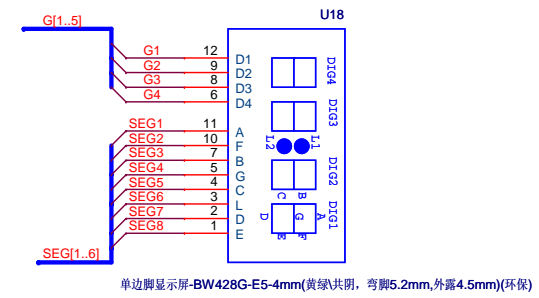 U18
G[1..5]
G1 12 D1
G2 9 D2
G3 8 D3
G4 6 D4
SEG1 11 A
SEG2 10 F
SEG3 7 B
SEG4 5 G
SEG5 4 C
SEG6 3 L
SEG7 2 D
SEG8 1 E
SEG[1..6]
DIG4
DIG3
L2 L1
DIG2
C B
DIG1
D G A
E F
单边脚显示屏-BW428G-E5-4mm(黄绿\共阴，弯脚5.2mm,外露4.5mm)(环保)